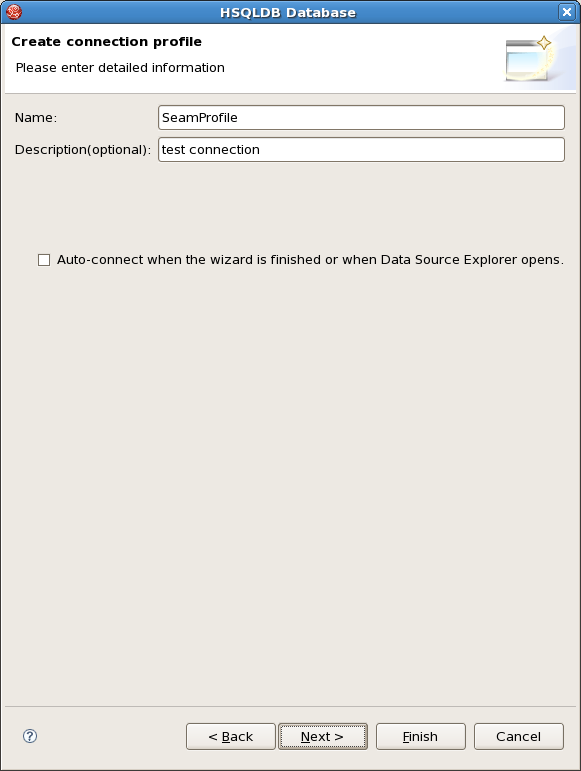 HSQLDB Database
Create connection profile
Please enter detailed information
Name: SeamProfile
Description(optional): test connection
Auto-connect when the wizard is finished or when Data Source Explorer opens.
? < Back Next > Finish Cancel